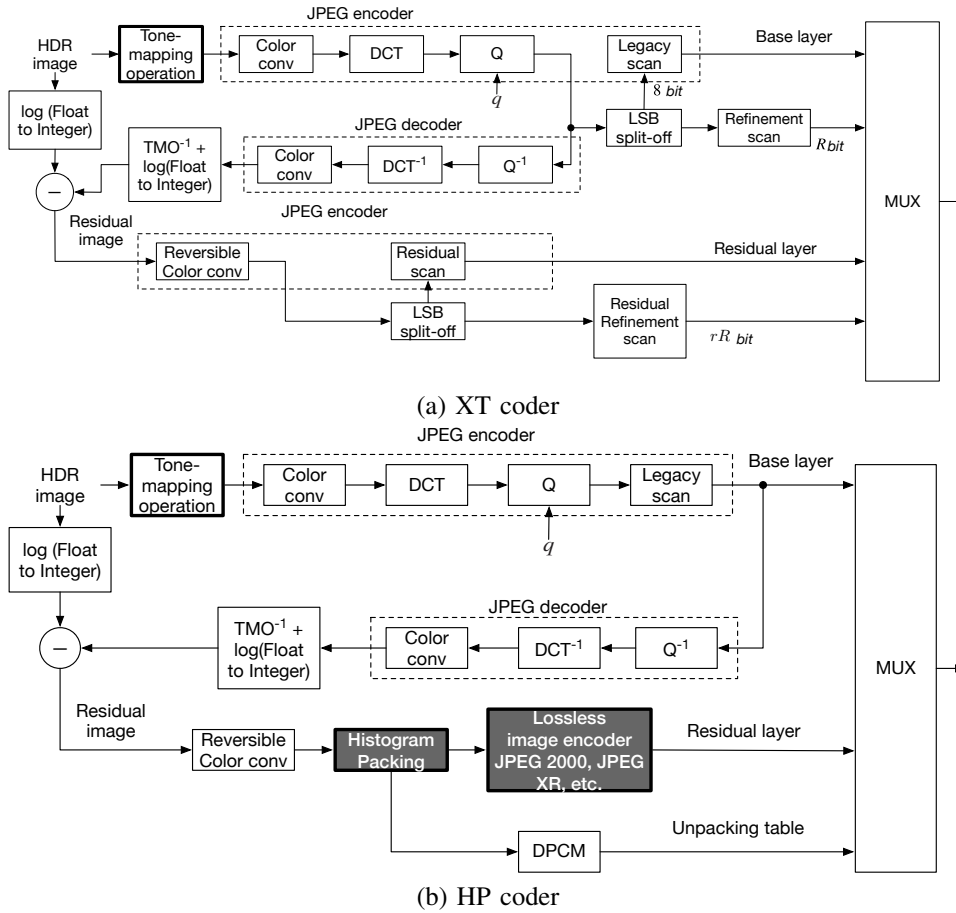 JPEG encoder
HDR
image
Tone-
mapping
operation
Color
conv
DCT
Q
Legacy
scan
Base layer
q
8 bit
log (Float
to Integer)
JPEG decoder
TMO⁻¹ +
log(Float
to Integer)
Color
conv
DCT⁻¹
Q⁻¹
LSB
split-off
Refinement
scan
R bit
−
MUX
Residual
image
JPEG encoder
Reversible
Color conv
Residual
scan
Residual layer
LSB
split-off
Residual
Refinement
scan
rR bit
(a) XT coder
JPEG encoder
HDR
image
Tone-
mapping
operation
Color
conv
DCT
Q
Legacy
scan
Base layer
q
log (Float
to Integer)
JPEG decoder
−
TMO⁻¹ +
log(Float
to Integer)
Color
conv
DCT⁻¹
Q⁻¹
MUX
Residual
image
Reversible
Color conv
Histogram
Packing
Lossless
image encoder
JPEG 2000, JPEG
XR, etc.
Residual layer
DPCM
Unpacking table
(b) HP coder